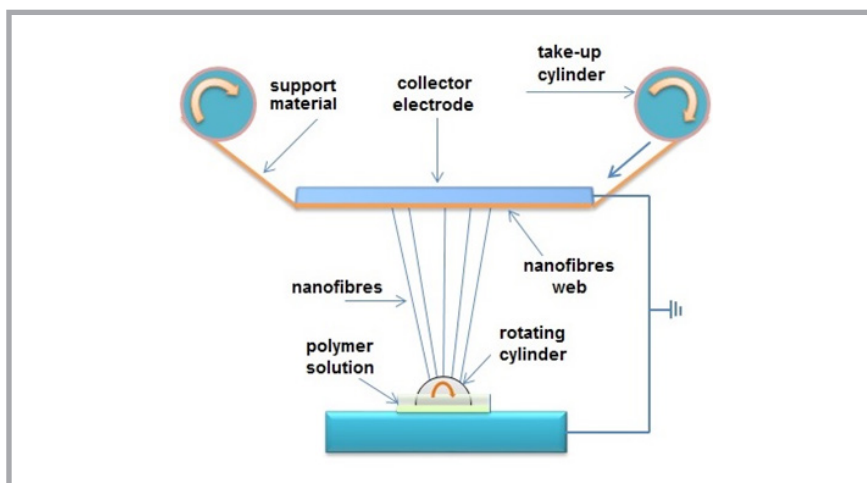 take-up
cylinder
support
material
collector
electrode
nanofibres
web
nanofibres
rotating
cylinder
polymer
solution